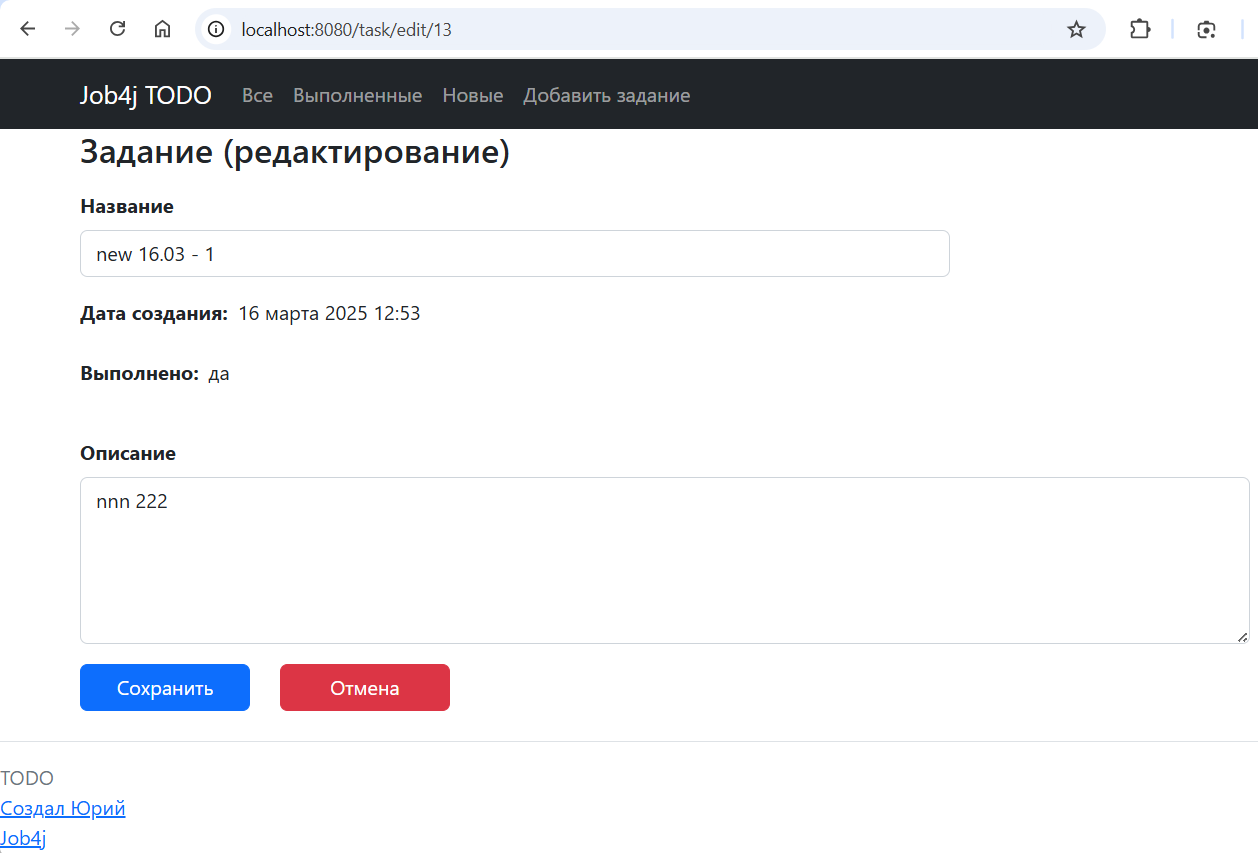 localhost:8080/task/edit/13
Job4j TODO Все Выполненные Новые Добавить задание
Задание (редактирование)
Название
new 16.03 - 1
Дата создания: 16 марта 2025 12:53
Выполнено: да
Описание
nnn 222
Сохранить Отмена
TODO
Создал Юрий
Job4j